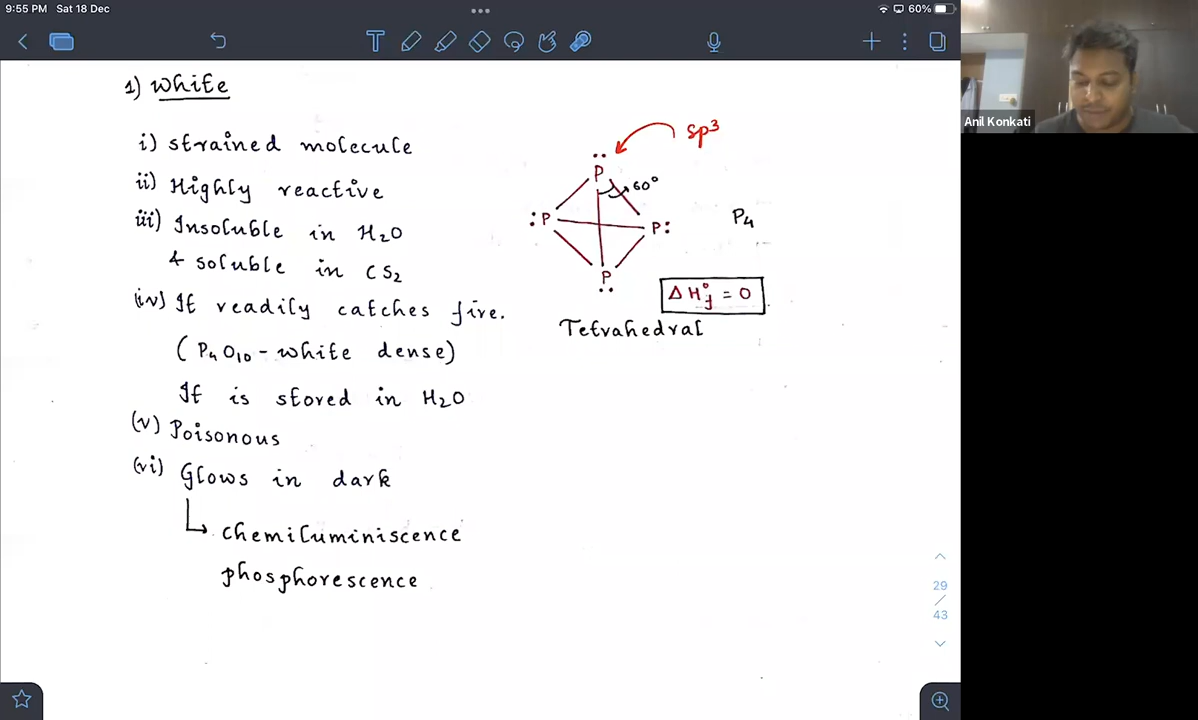 9:55 PM Sat 18 Dec
60%
Anil Konkati
1) White
i) strained molecule
ii) Highly reactive
iii) Insoluble in H₂O
& soluble in CS₂
(iv) It readily catches fire.
(P₄O₁₀ - white dense)
It is stored in H₂O
(v) Poisonous
(vi) Glows in dark
↳ chemiluminiscence
phosphorescence
sp³
P
60°
:P
P:
P₄
P
ΔH°f = 0
Tetrahedral
29
/
43